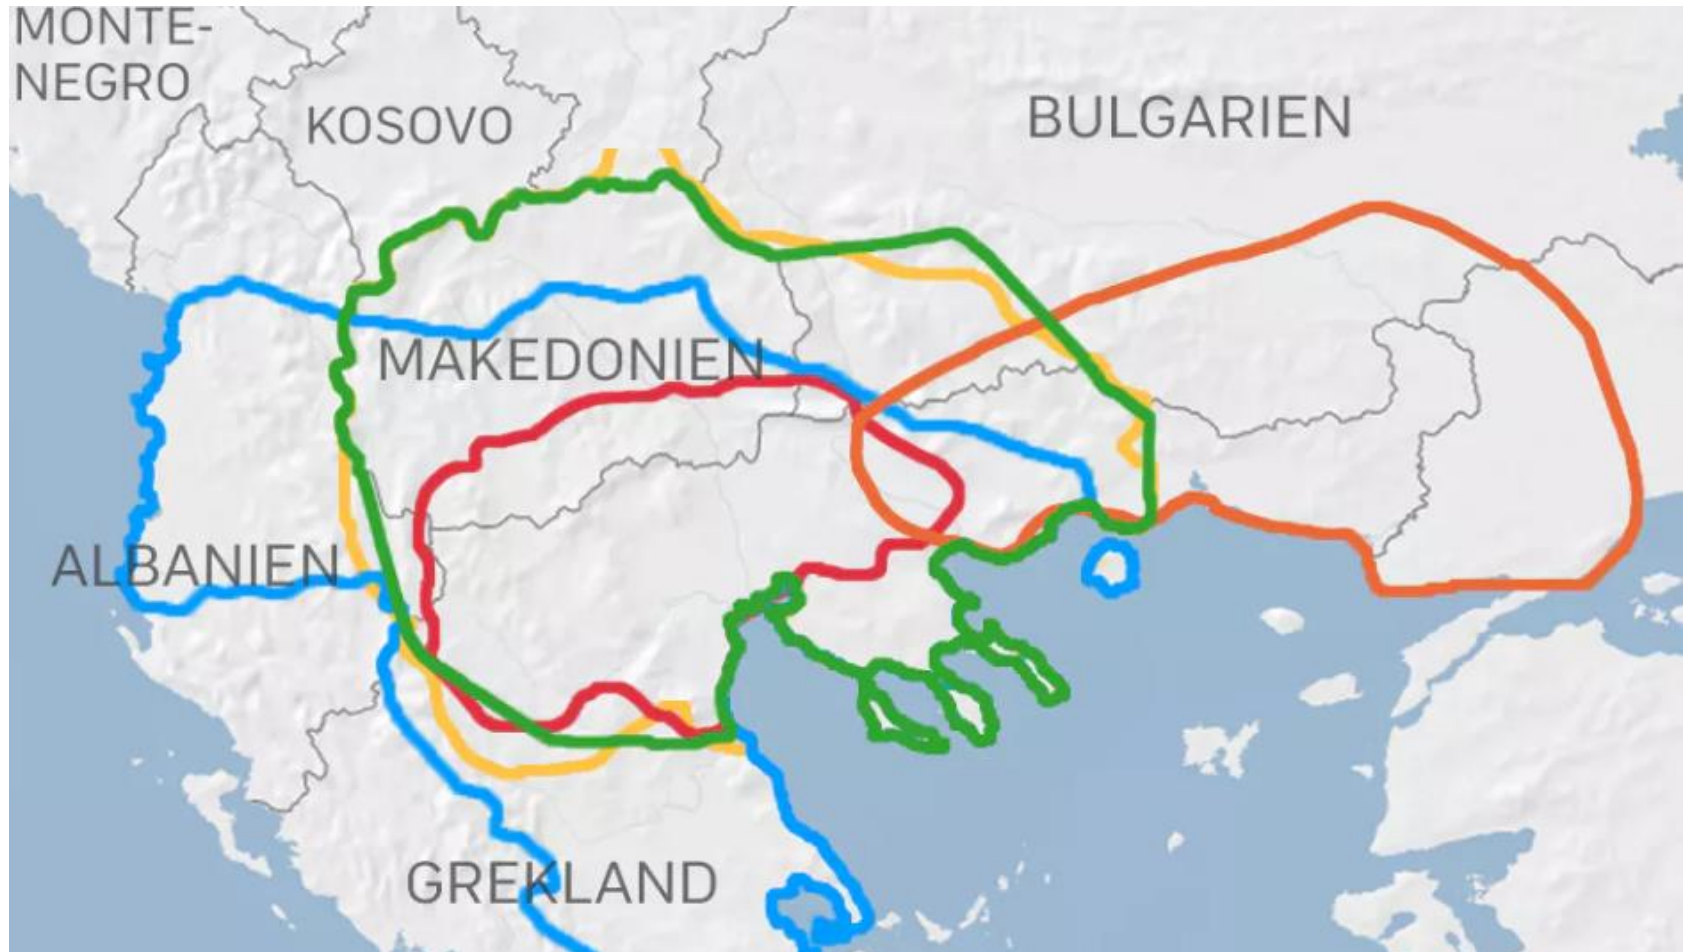 MONTE-
NEGRO
KOSOVO
BULGARIEN
MAKEDONIEN
ALBANIEN
GREKLAND